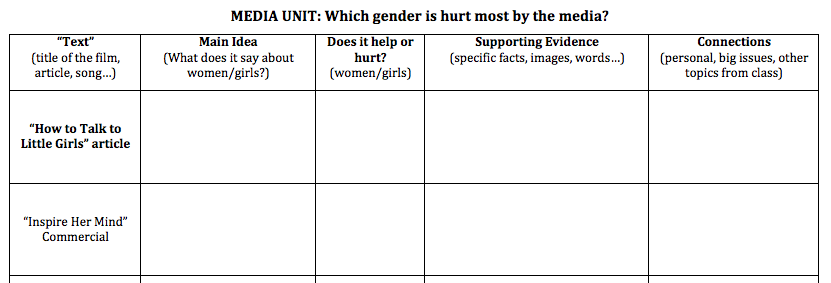 MEDIA UNIT: Which gender is hurt most by the media?
“Text”
(title of the film,
article, song…)
Main Idea
(What does it say about
women/girls?)
Does it help or
hurt?
(women/girls)
Supporting Evidence
(specific facts, images, words…)
Connections
(personal, big issues, other
topics from class)
“How to Talk to
Little Girls” article
“Inspire Her Mind”
Commercial